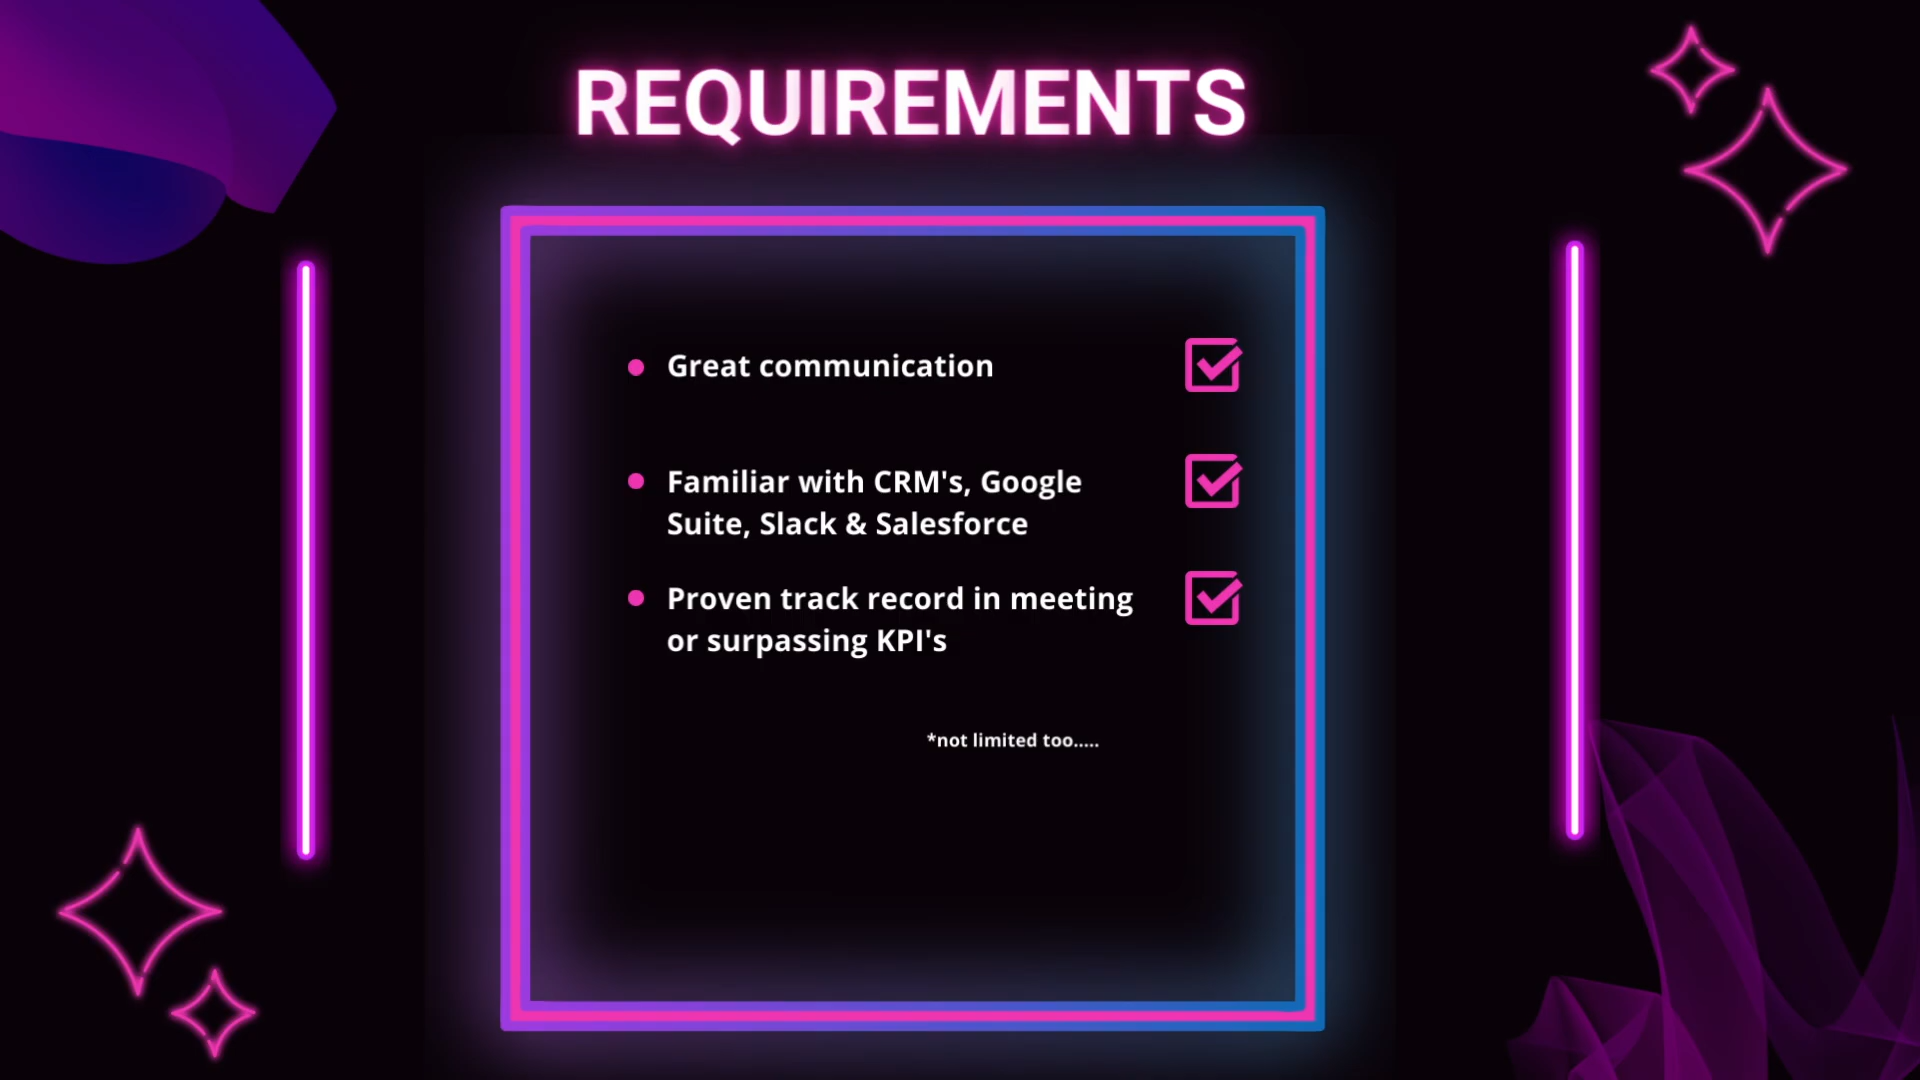 REQUIREMENTS
Great communication
Familiar with CRM's, Google
Suite, Slack & Salesforce
Proven track record in meeting
or surpassing KPI's
*not limited too.....